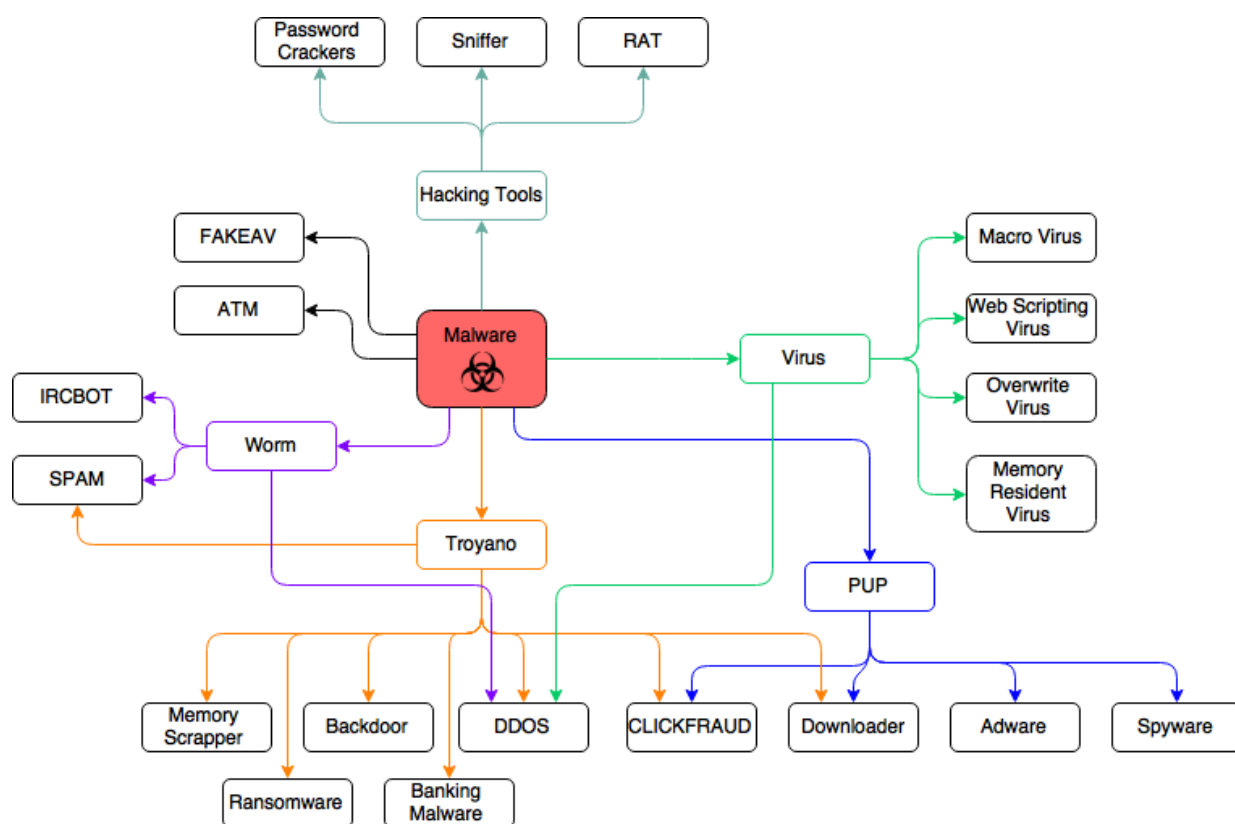 Password
Crackers
Sniffer
RAT
Hacking Tools
FAKEAV
Macro Virus
ATM
Web Scripting
Virus
Malware
Virus
IRCBOT
Overwrite
Virus
Worm
SPAM
Memory
Resident
Virus
Troyano
PUP
Memory
Scrapper
Backdoor
DDOS
CLICKFRAUD
Downloader
Adware
Spyware
Ransomware
Banking
Malware